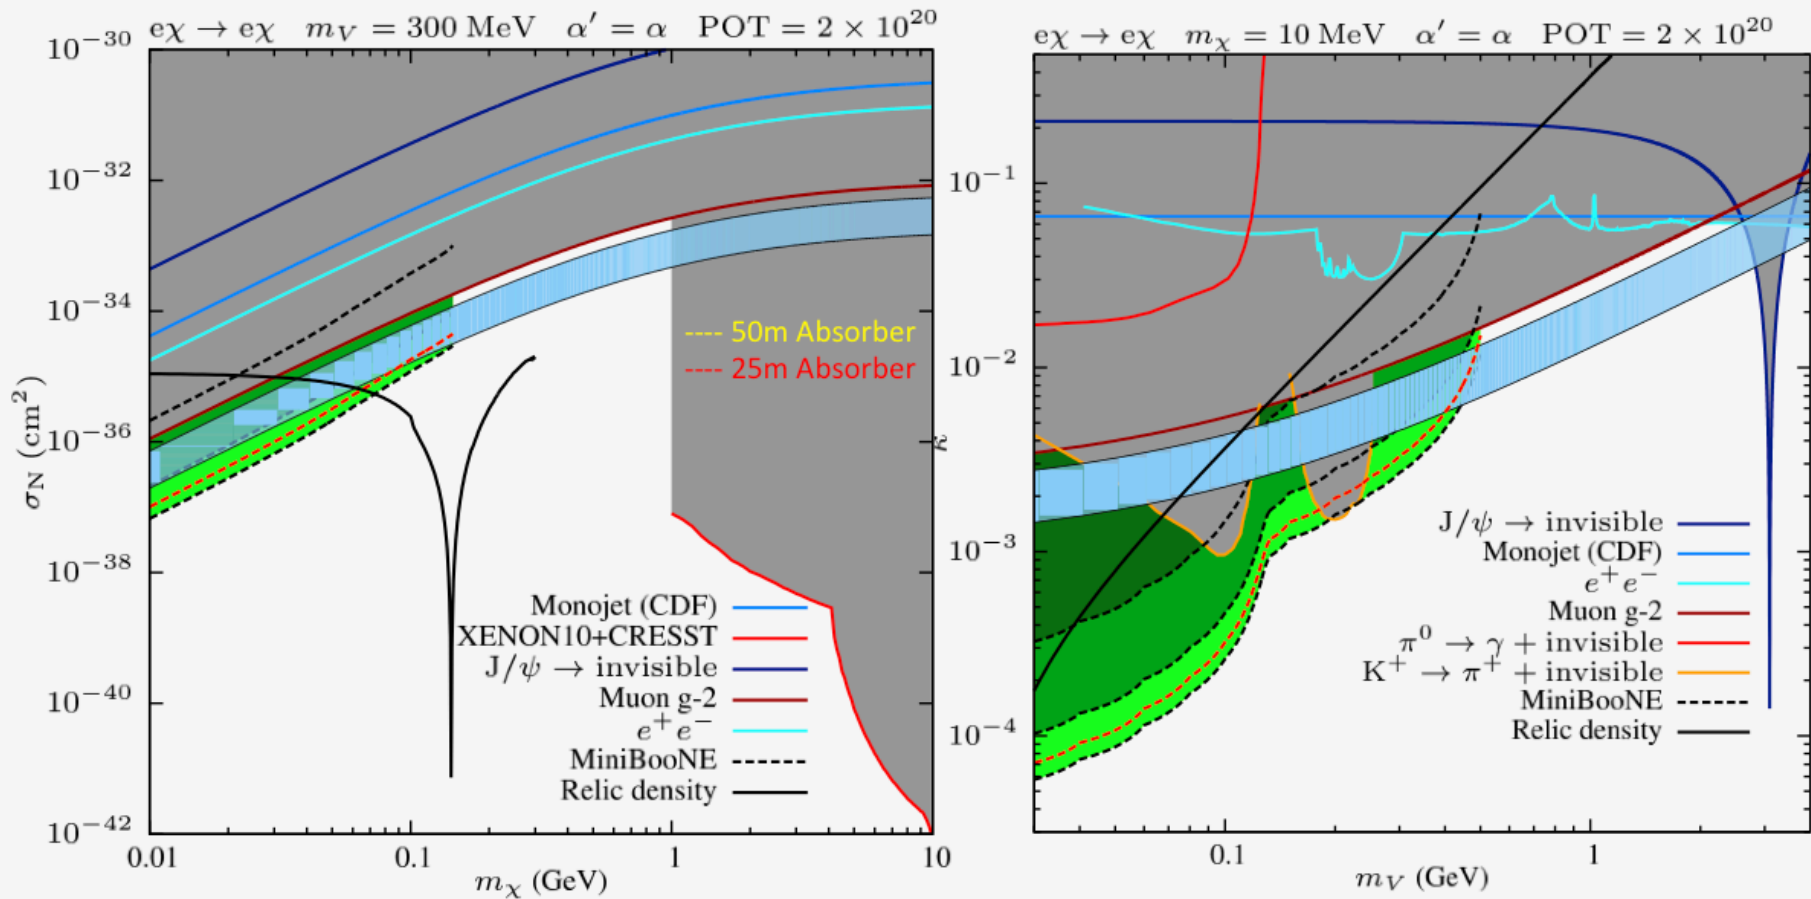 eχ → eχ   m_V = 300 MeV   α′ = α   POT = 2 × 10^20
10^−30
10^−32
10^−34
10^−36
10^−38
10^−40
10^−42
σ_N (cm^2)
---- 50m Absorber
---- 25m Absorber
Monojet (CDF)
XENON10+CRESST
J/ψ → invisible
Muon g-2
e^+e^−
MiniBooNE
Relic density
0.01 0.1 1 10
m_χ (GeV)
eχ → eχ   m_χ = 10 MeV   α′ = α   POT = 2 × 10^20
10^−1
10^−2
κ
10^−3
10^−4
J/ψ → invisible
Monojet (CDF)
e^+e^−
Muon g-2
π^0 → γ + invisible
K^+ → π^+ + invisible
MiniBooNE
Relic density
0.1 1
m_V (GeV)